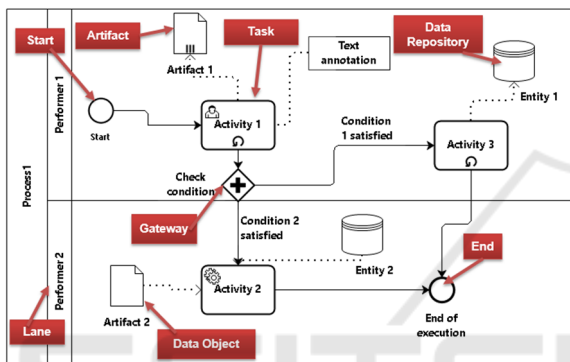 Artifact
Task
Data
Repository
Start
Text
annotation
Artifact 1
Entity 1
Performer 1
Start
Activity 1
Condition
1 satisfied
Activity 3
Process1
Check
condition
Gateway
Condition 2
satisfied
Performer 2
Entity 2
End
Activity 2
Lane
Artifact 2
Data Object
End of
execution